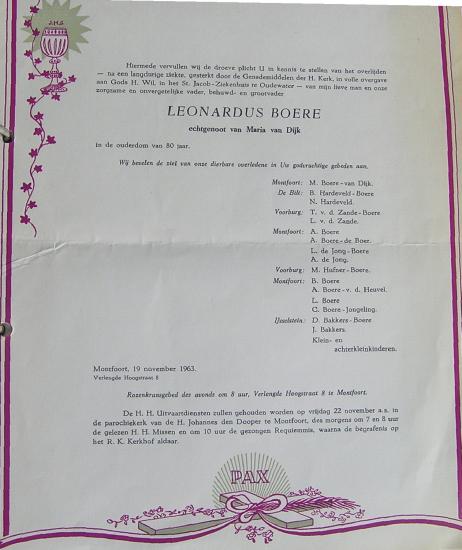 J.H.S.
Hiermede vervullen wij de droeve plicht U in kennis te stellen van het overlijden
— na een langdurige ziekte, gesterkt door de Genademiddelen der H. Kerk, in volle overgave
aan Gods H. Wil, in het St. Jacob-Ziekenhuis te Oudewater — van mijn lieve man en onze
zorgzame en onvergetelijke vader, behuwd- en grootvader
LEONARDUS BOERE
echtgenoot van Maria van Dijk
in de ouderdom van 80 jaar.
Wij bevelen de ziel van onze dierbare overledene in Uw godvruchtige gebeden aan.
Montfoort: M. Boere-van Dijk.
De Bilt: B. Hardeveld-Boere
N. Hardeveld.
Voorburg: T. v. d. Zande-Boere
L. v. d. Zande.
Montfoort: A. Boere
A. Boere-de Boer.
L. de Jong-Boere
A. de Jong.
Voorburg: M. Hafner-Boere.
Montfoort: B. Boere
A. Boere-v. d. Heuvel.
L. Boere
C. Boere-Jongeling.
IJsselstein: D. Bakkers-Boere
J. Bakkers.
Klein- en
achterkleinkinderen.
Montfoort, 19 november 1963.
Verlengde Hoogstraat 8
Rozenkransgebed des avonds om 8 uur, Verlengde Hoogstraat 8 te Montfoort.
De H. H. Uitvaartdiensten zullen gehouden worden op vrijdag 22 november a.s. in
de parochiekerk van de H. Johannes den Dooper te Montfoort, des morgens om 7 en 8 uur
de gelezen H. H. Missen en om 10 uur de gezongen Requiemmis, waarna de begrafenis op
het R. K. Kerkhof aldaar.
PAX